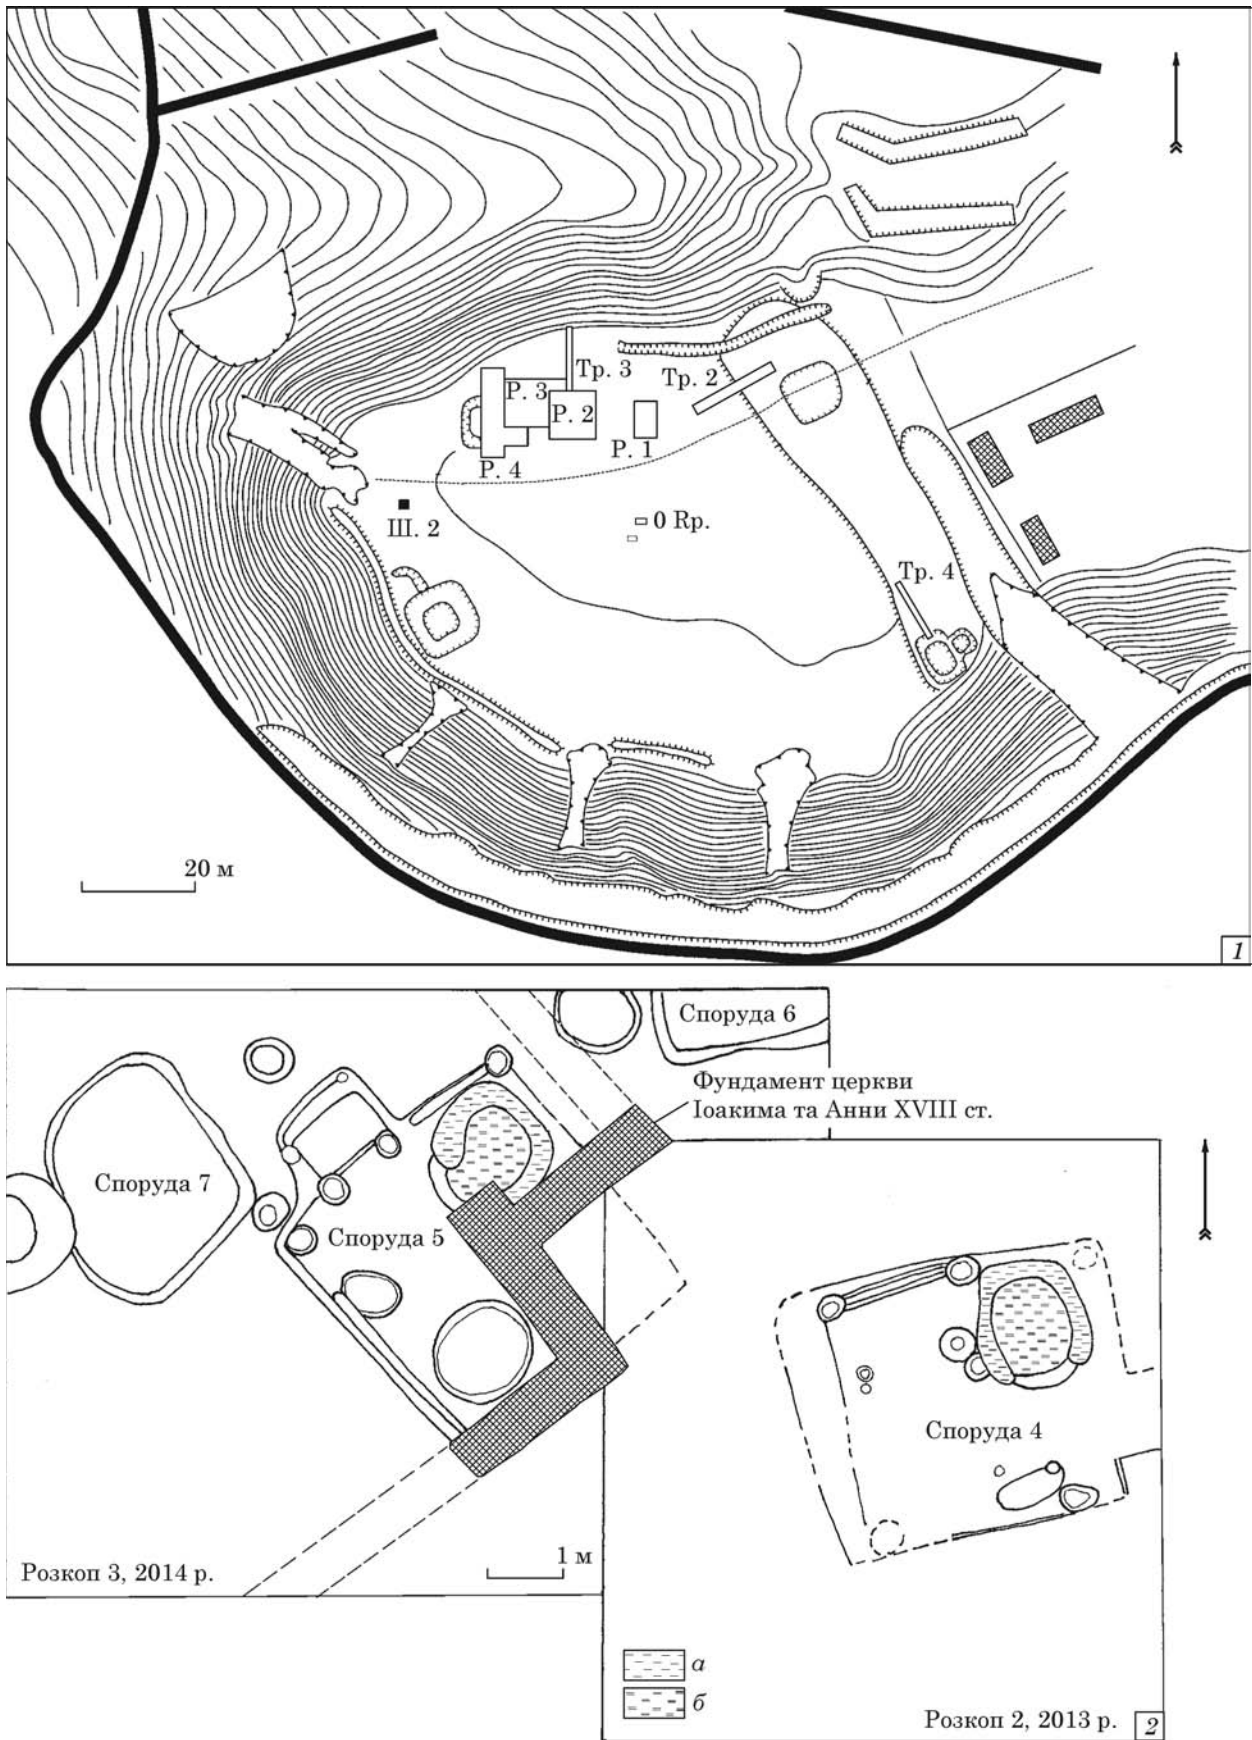 Тр. 3
Р. 3
Тр. 2
Р. 2
Р. 1
Р. 4
Ш. 2
0 Rp.
Тр. 4
20 м
1
Споруда 6
Фундамент церкви
Іоакима та Анни XVIII ст.
Споруда 7
Споруда 5
Споруда 4
1 м
Розкоп 3, 2014 р.
а
б
Розкоп 2, 2013 р.
2